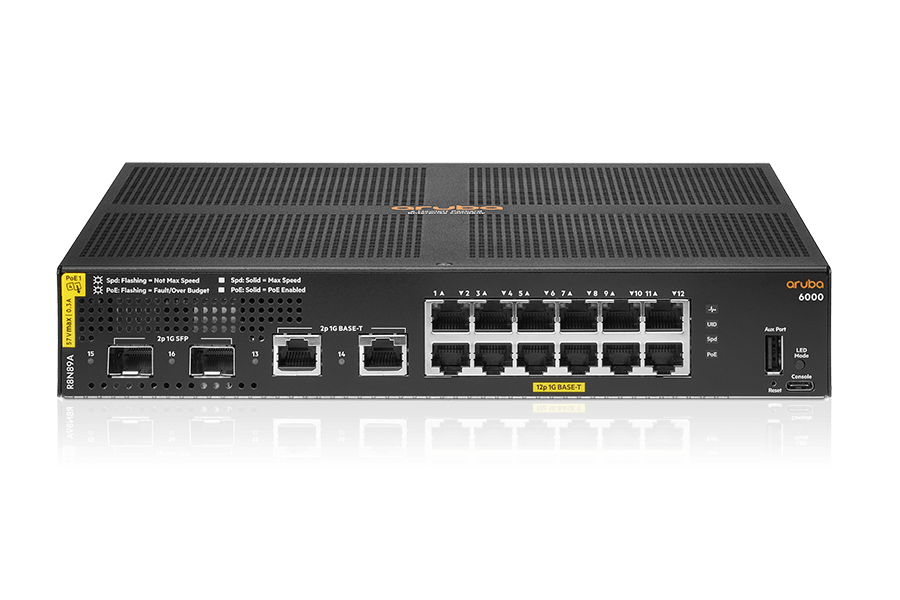 aruba
PoE 1
57Vmax | 0.3A
R8N89A
Spd: Flashing = Not Max Speed
Spd: Solid = Max Speed
PoE: Flashing = Fault/Over Budget
PoE: Solid = PoE Enabled
aruba
6000
2p 1G SFP
15
16
2p 1G BASE-T
13
14
1▲ ▼2 3▲ ▼4 5▲ ▼6 7▲ ▼8 9▲ ▼10 11▲ ▼12
12p 1G BASE-T
UID
Spd
PoE
Aux Port
LED
Mode
Console
Reset